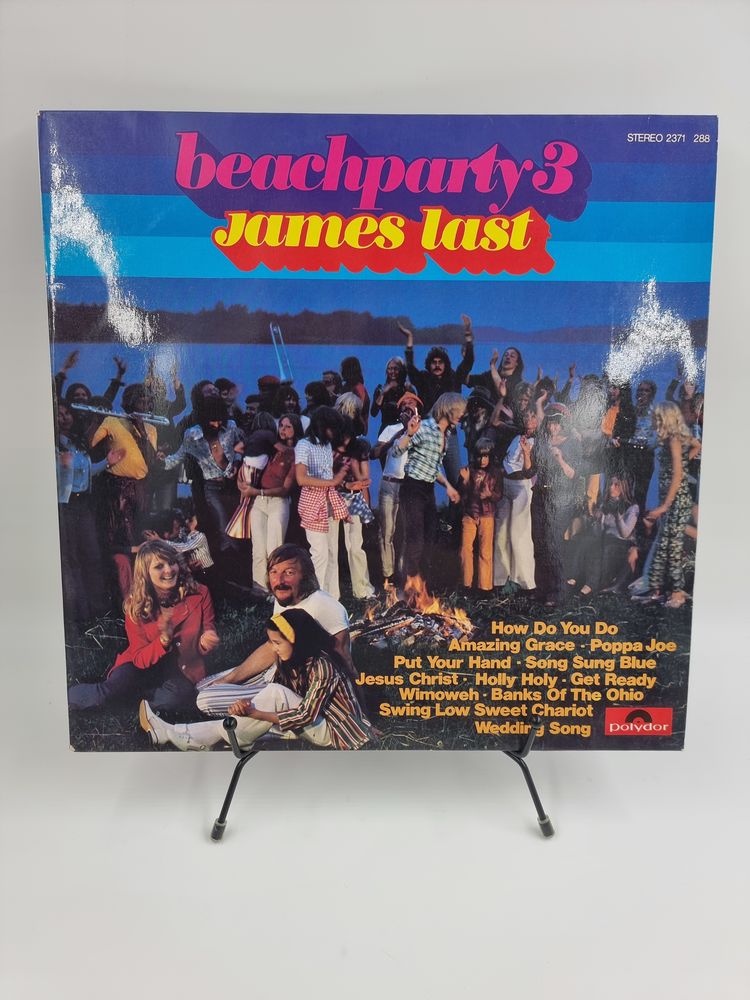 STEREO 2371 288
beachparty 3
James last
How Do You Do
Amazing Grace · Poppa Joe
Put Your Hand · Song Sung Blue
Jesus Christ · Holly Holy · Get Ready
Wimoweh · Banks Of The Ohio
Swing Low Sweet Chariot
Wedding Song
polydor